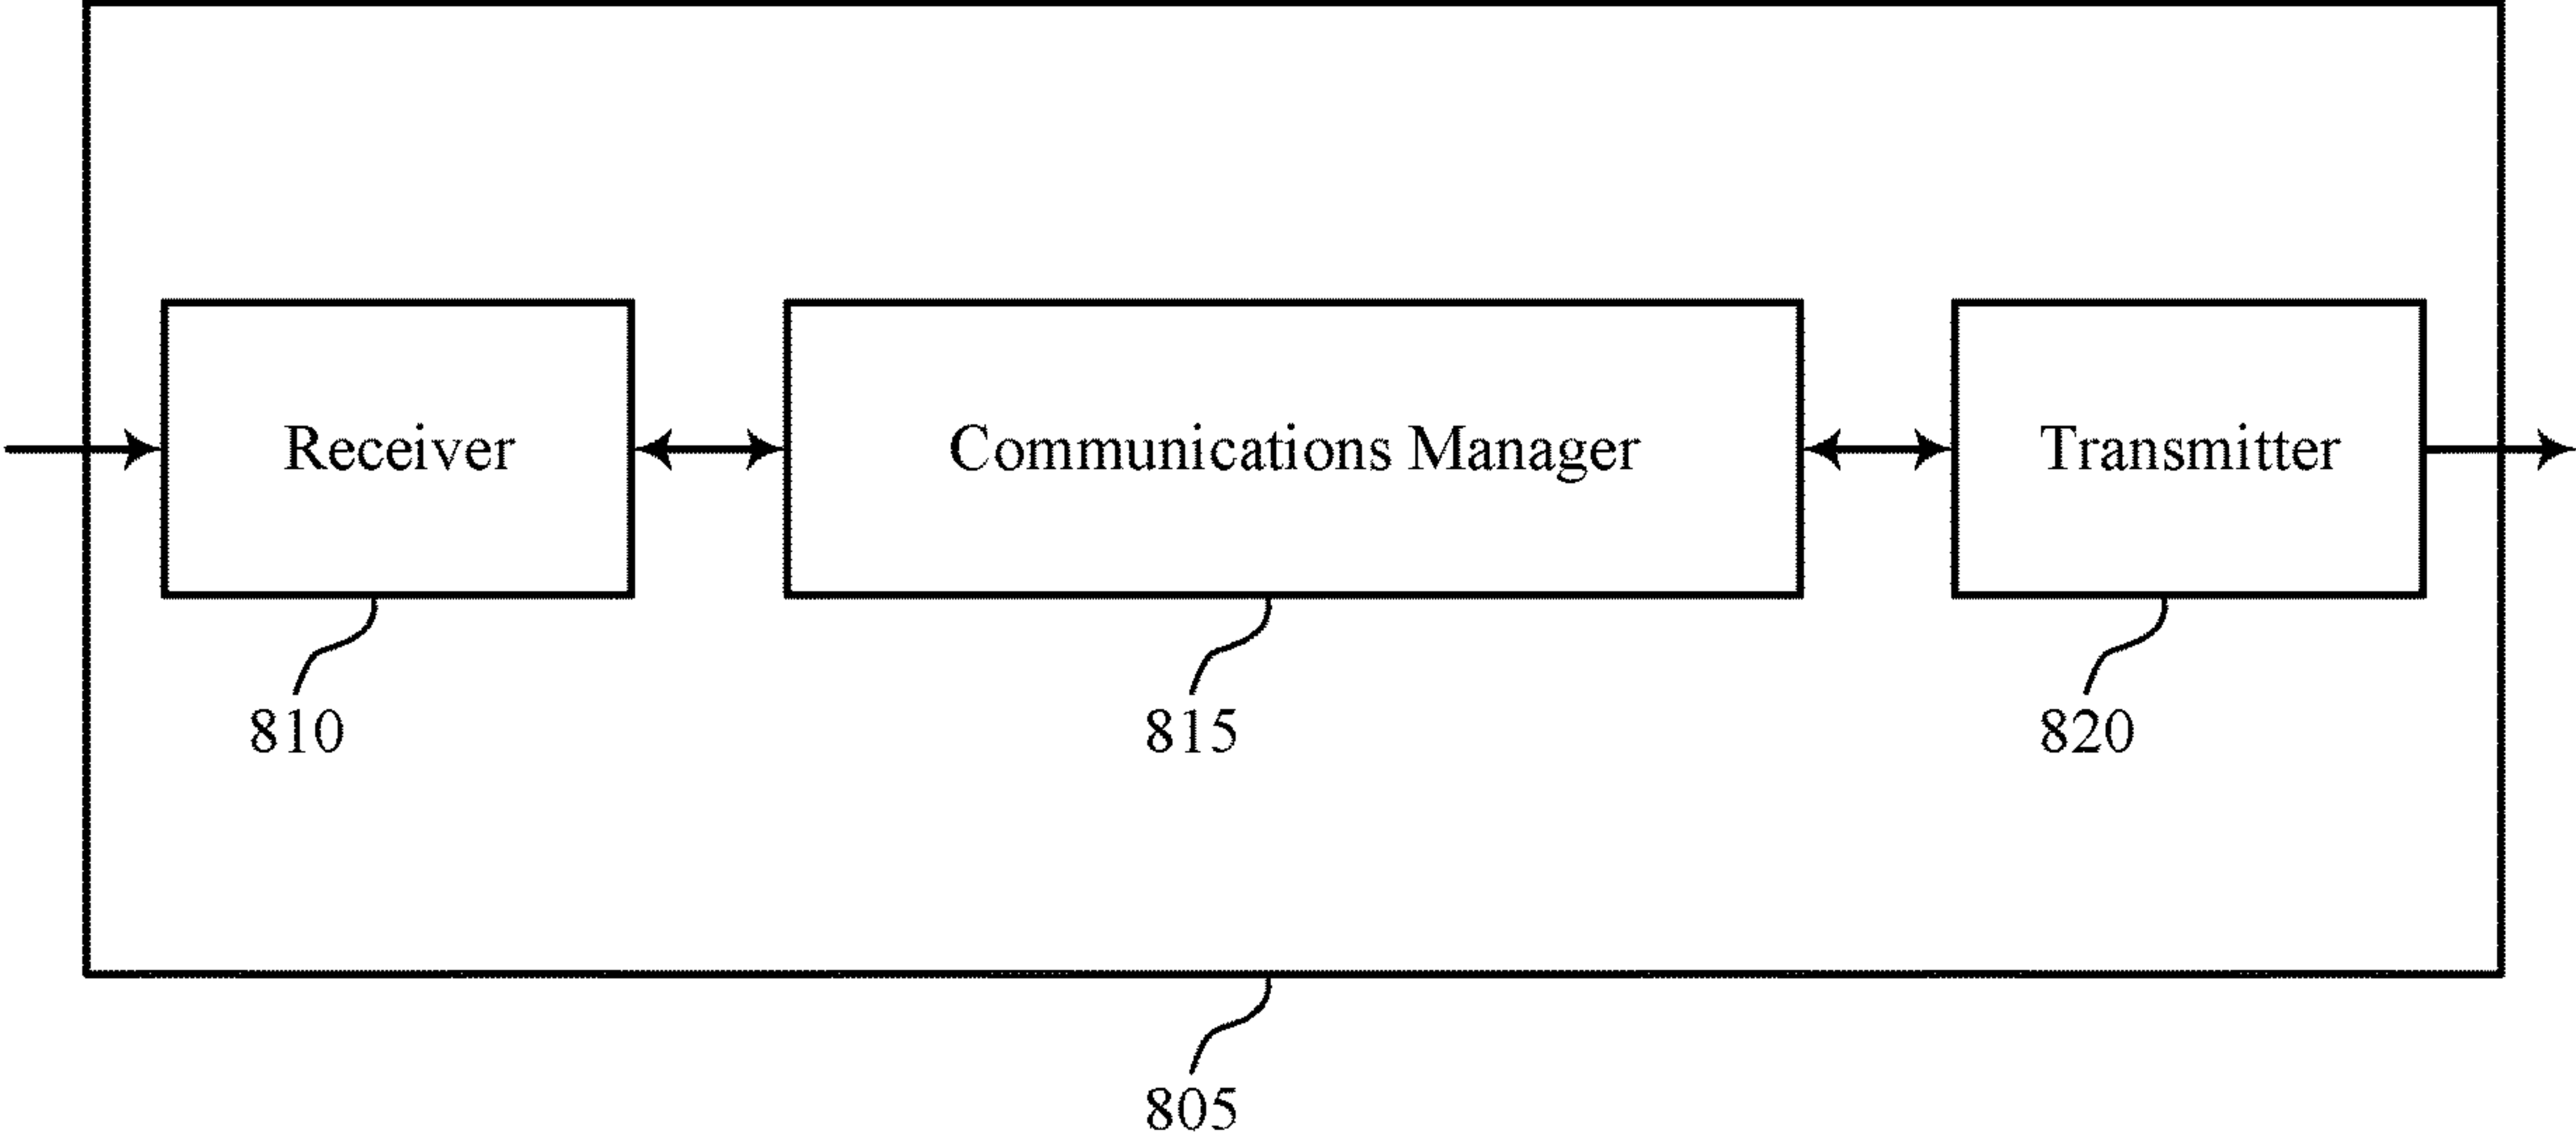 Receiver
Communications Manager
Transmitter
810
815
820
805